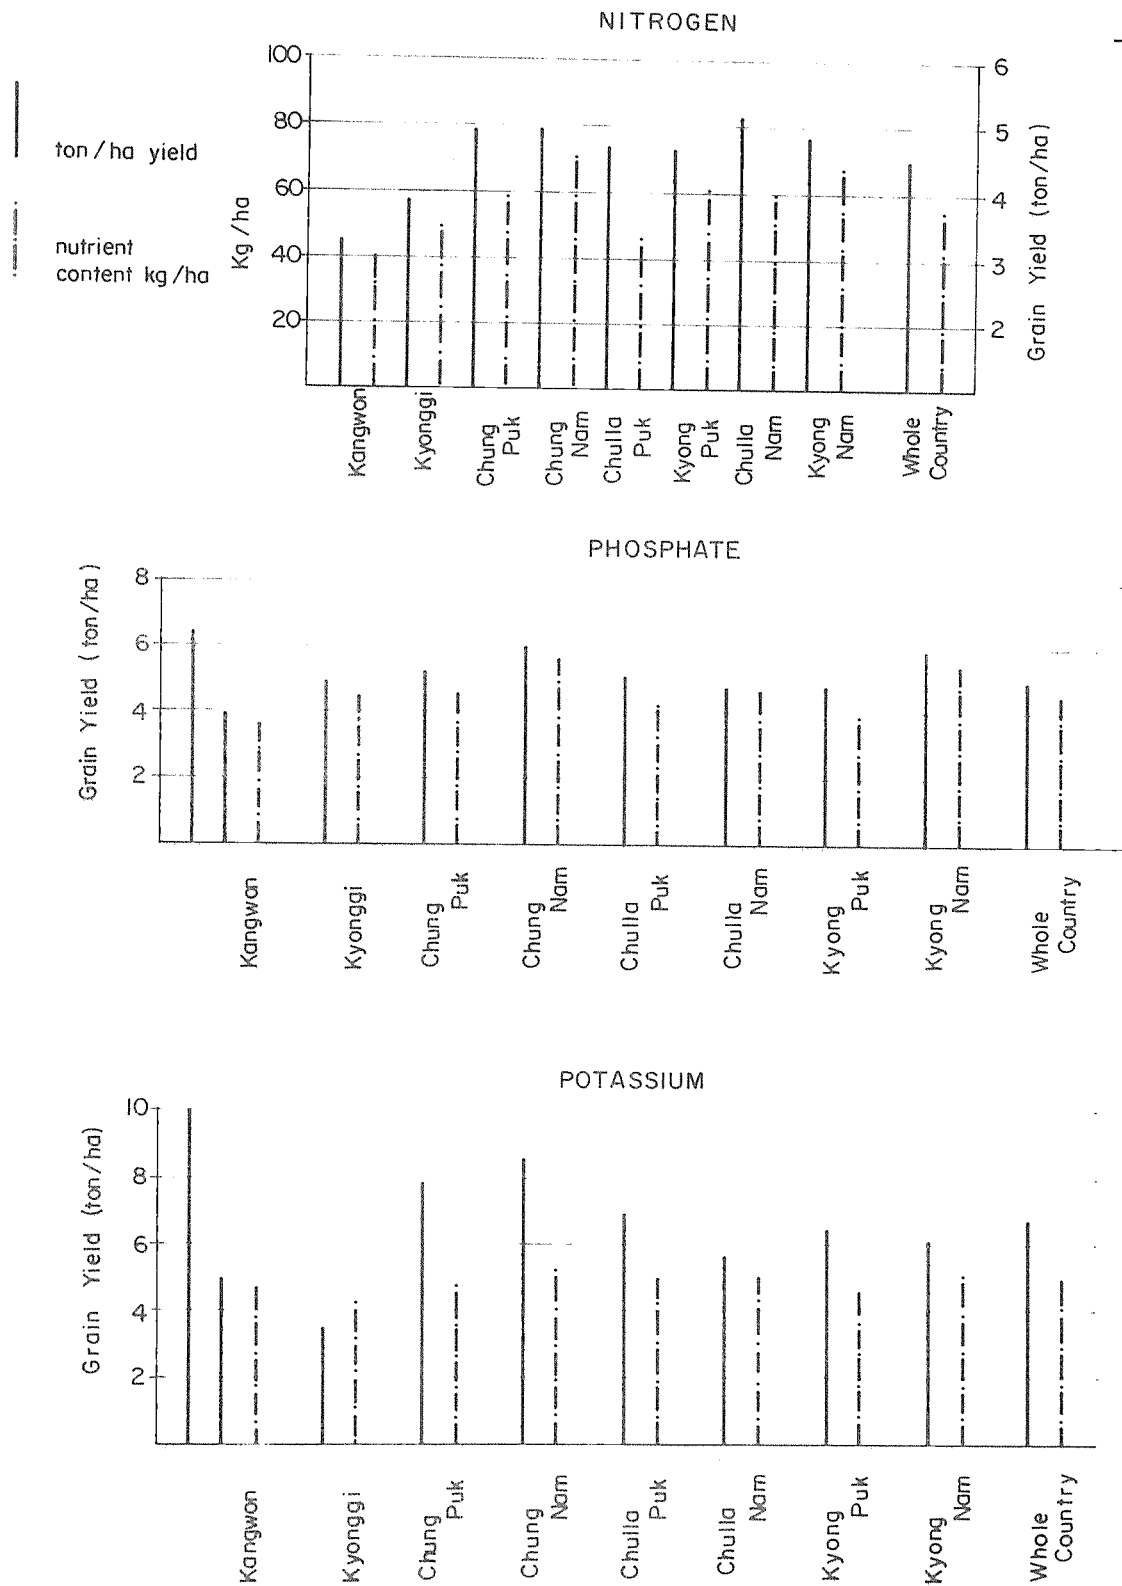 NITROGEN
ton/ha yield
nutrient
content kg/ha
Kg/ha
100
80
60
40
20
Grain Yield (ton/ha)
6
5
4
3
2
Kangwon
Kyonggi
Chung
Puk
Chung
Nam
Chulla
Puk
Kyong
Puk
Chulla
Nam
Kyong
Nam
Whole
Country
PHOSPHATE
Grain Yield (ton/ha)
8
6
4
2
Kangwon
Kyonggi
Chung
Puk
Chung
Nam
Chulla
Puk
Chulla
Nam
Kyong
Puk
Kyong
Nam
Whole
Country
POTASSIUM
Grain Yield (ton/ha)
10
8
6
4
2
Kangwon
Kyonggi
Chung
Puk
Chung
Nam
Chulla
Puk
Chulla
Nam
Kyong
Puk
Kyong
Nam
Whole
Country